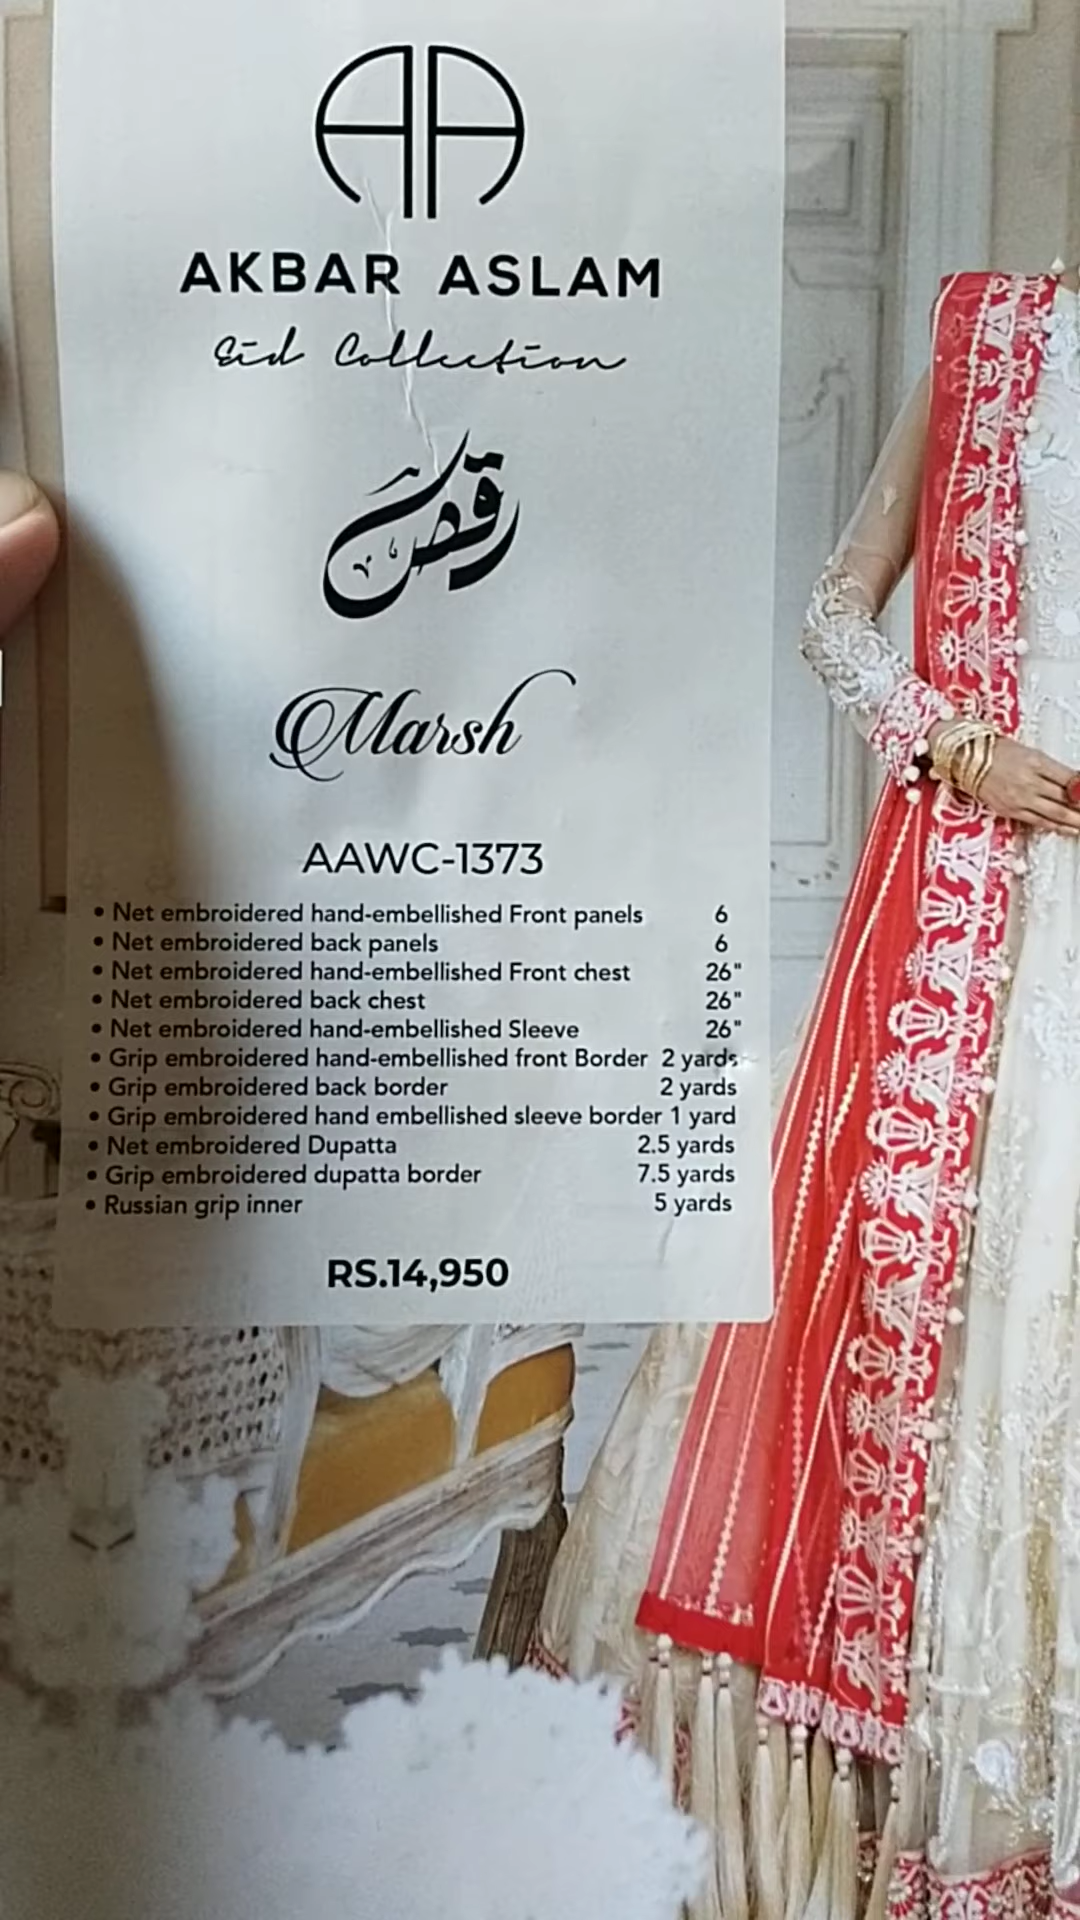 AA
AKBAR ASLAM
Eid Collection
رقص
Marsh
AAWC-1373
• Net embroidered hand-embellished Front panels 6
• Net embroidered back panels 6
• Net embroidered hand-embellished Front chest 26"
• Net embroidered back chest 26"
• Net embroidered hand-embellished Sleeve 26"
• Grip embroidered hand-embellished front Border 2 yards
• Grip embroidered back border 2 yards
• Grip embroidered hand embellished sleeve border 1 yard
• Net embroidered Dupatta 2.5 yards
• Grip embroidered dupatta border 7.5 yards
• Russian grip inner 5 yards
RS.14,950